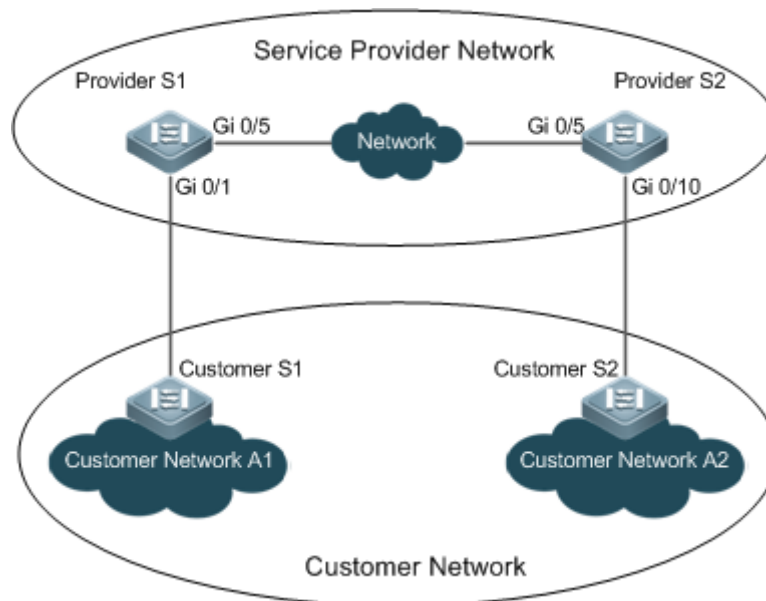 Service Provider Network
Provider S1
Provider S2
Gi 0/5
Network
Gi 0/5
Gi 0/1
Gi 0/10
Customer S1
Customer S2
Customer Network A1
Customer Network A2
Customer Network